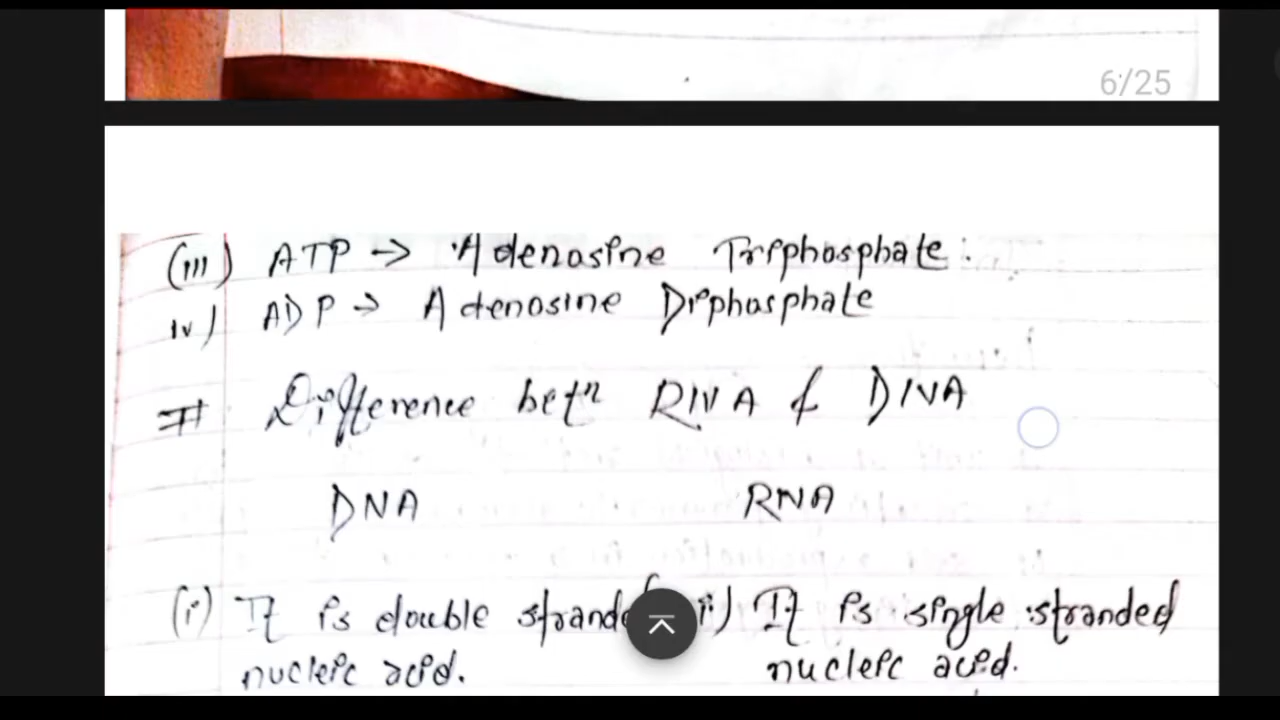 6/25
(iii) ATP → Adenosine Triphosphate.
iv) ADP → Adenosine Diphosphate
# Difference betn RNA & DNA
DNA RNA
(i) It is double strand i) It is single stranded
nucleic acid. nucleic acid.